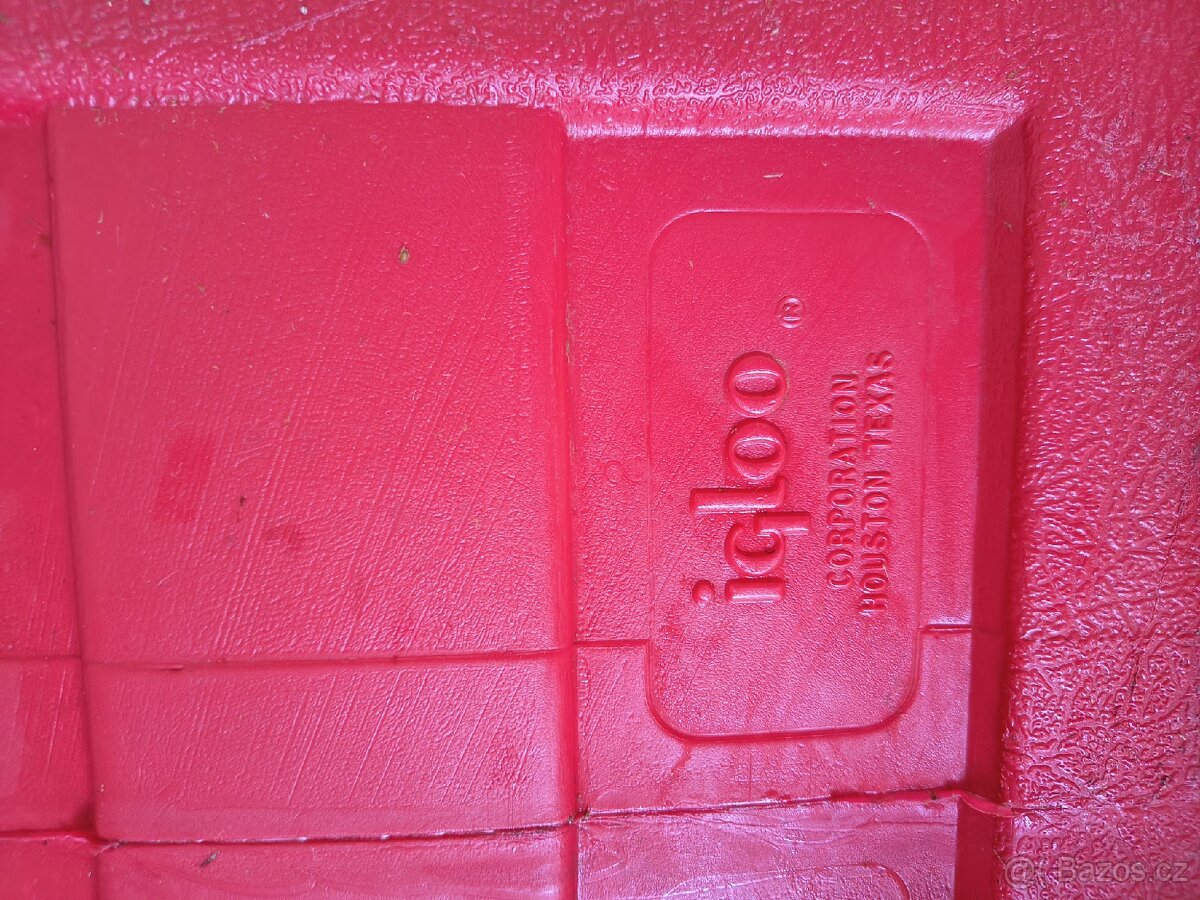 igloo ®
CORPORATION
HOUSTON TEXAS
Bazos.cz